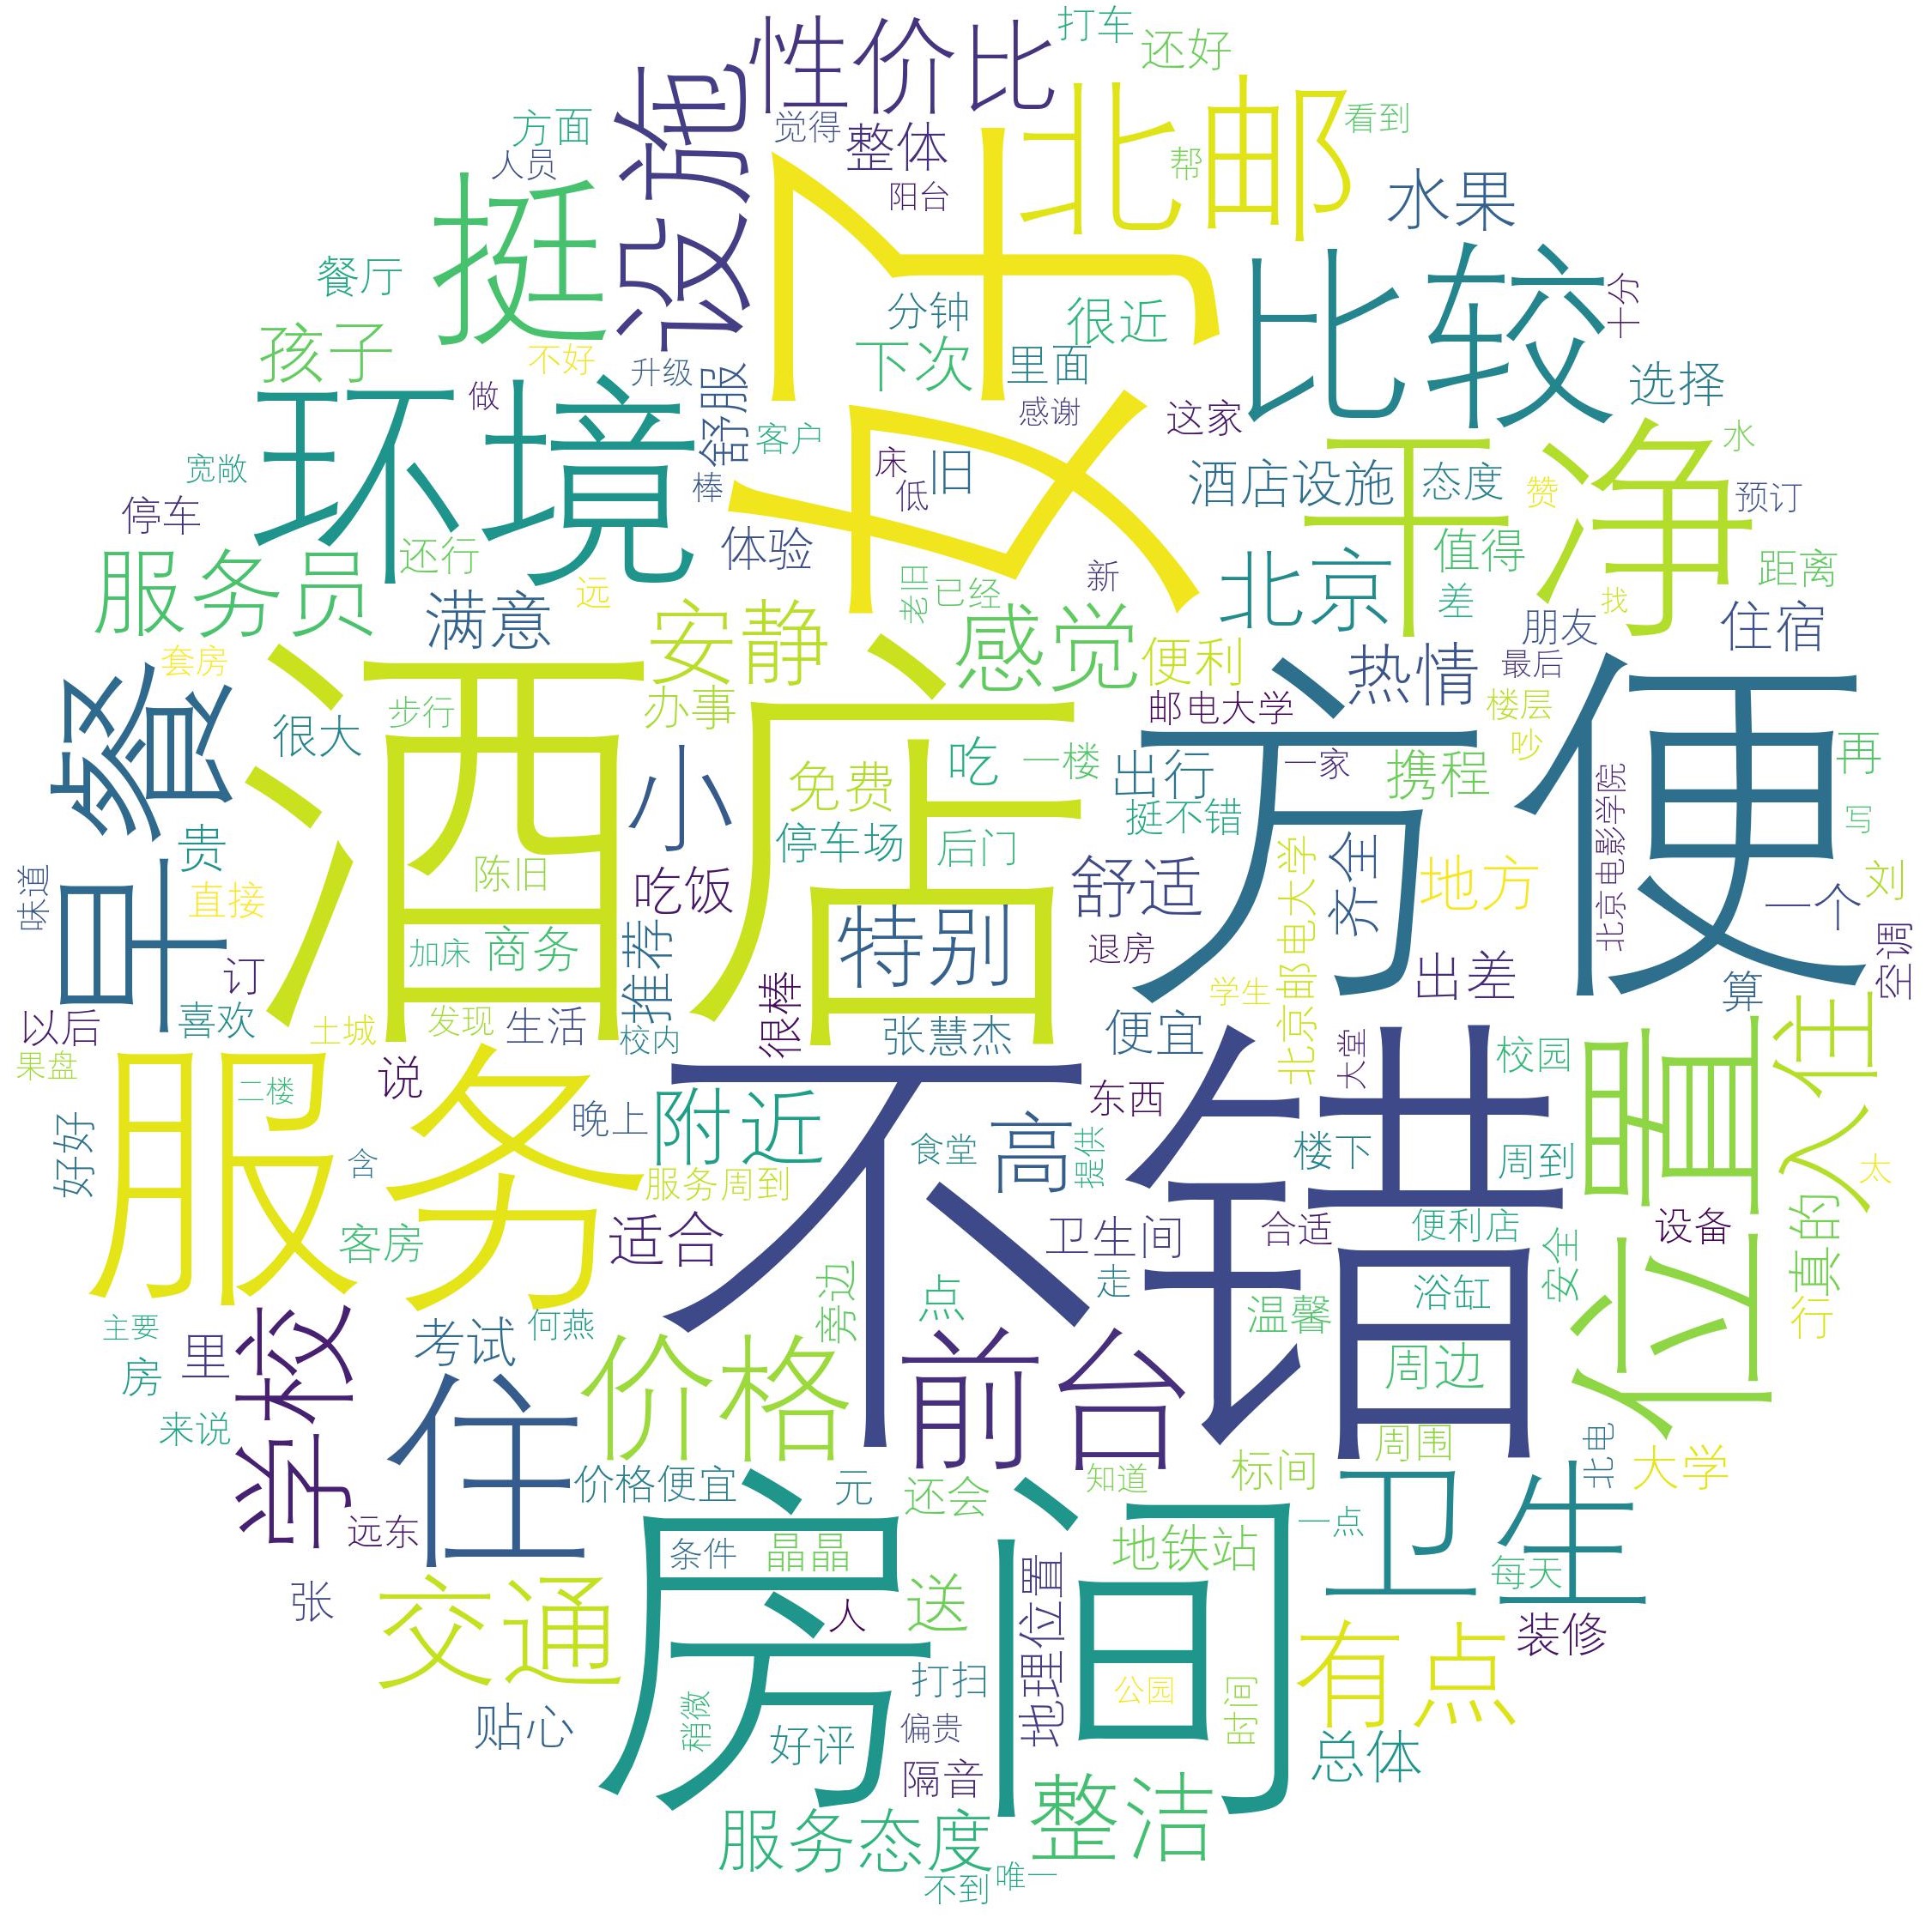 打车
性价比
还好
设施
北邮
好
方面
觉得
整体
看到
人员
挺
阳台
帮
水果
餐厅
比较
分钟
很近
十分
孩子
不好
升级
舒服
下次
里面
选择
环境
做
感谢
这家
干净
客户
水
宽敞
棒
床
低
旧
酒店设施
态度
赞
预订
停车
服务员
还行
体验
北京
值得
距离
远
老旧
已经
新
差
找
满意
安静
感觉
便利
朋友
住宿
套房
酒店
热情
最后
早餐
很大
步行
办事
邮电大学
方便
楼层
小
吃
一楼
出行
一家
携程
吵
再
免费
北京电影学院
贵
陈旧
停车场
后门
挺不错
写
味道
直接
吃饭
特别
舒适
北京邮电大学
齐全
地方
一个
刘
加床
商务
推荐
退房
出差
空调
订
很棒
学生
算
以后
喜欢
土城
发现
生活
校内
张慧杰
便宜
大堂
校园
入住
果盘
服务
说
不错
位置
二楼
晚上
附近
东西
好好
含
食堂
高
提供
楼下
周到
太
服务周到
客房
适合
卫生间
合适
便利店
安全
设备
真的
主要
学校
里
何燕
旁边
点
走
温馨
浴缸
行
考试
房
价格
前台
周边
来说
住
周围
北电
大学
价格便宜
元
还会
知道
标间
远东
房间
条件
晶晶
地铁站
一点
卫生
每天
张
交通
人
送
地理位置
有点
装修
打扫
公园
时间
贴心
稍微
好评
偏贵
总体
隔音
服务态度
整洁
不到
唯一